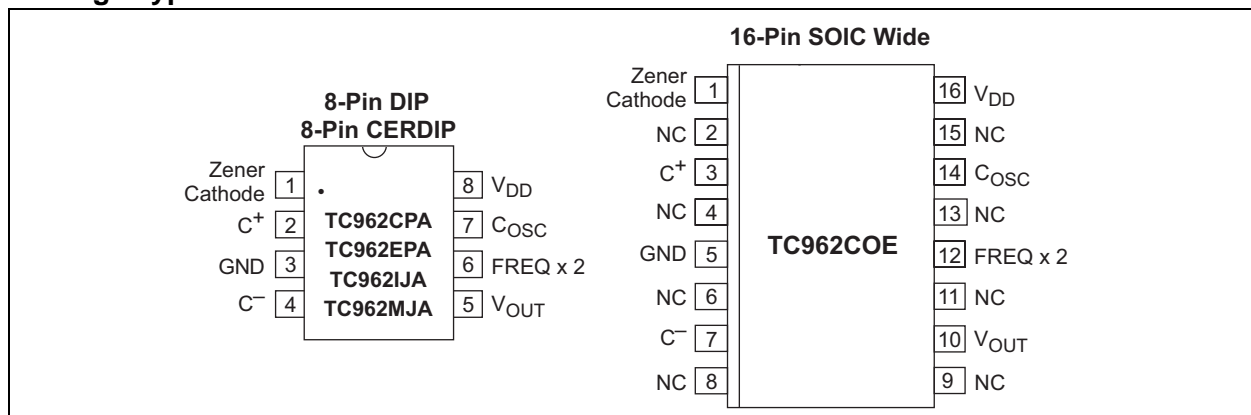 16-Pin SOIC Wide
8-Pin DIP
8-Pin CERDIP
Zener
Cathode 1
C+ 2
GND 3
C– 4
TC962CPA
TC962EPA
TC962IJA
TC962MJA
8 VDD
7 COSC
6 FREQ x 2
5 VOUT
Zener
Cathode 1
NC 2
C+ 3
NC 4
GND 5
NC 6
C– 7
NC 8
TC962COE
16 VDD
15 NC
14 COSC
13 NC
12 FREQ x 2
11 NC
10 VOUT
9 NC